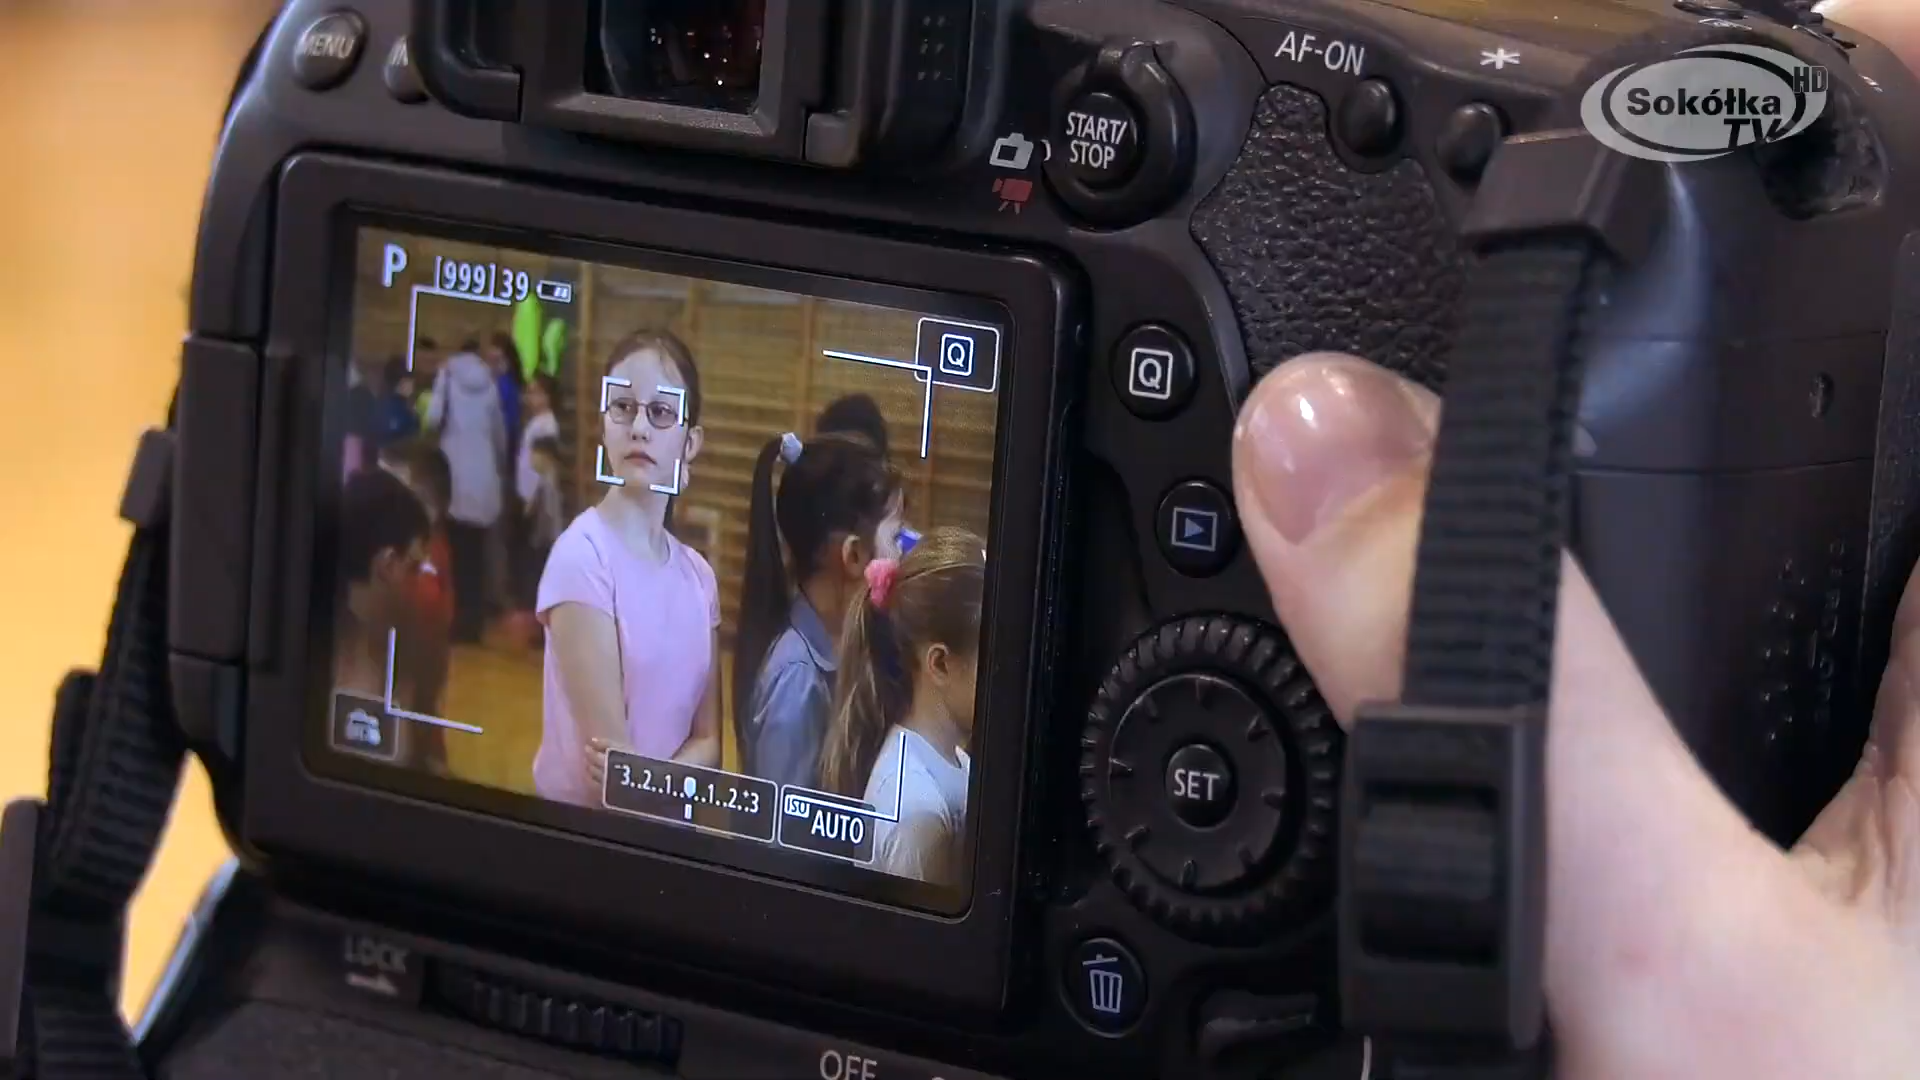 MENU
AF-ON
HD
Sokółka
TV
START/
STOP
P [999] 39
Q
Q
-3..2..1....1..2.+3
ISO
AUTO
SET
LOCK
OFF